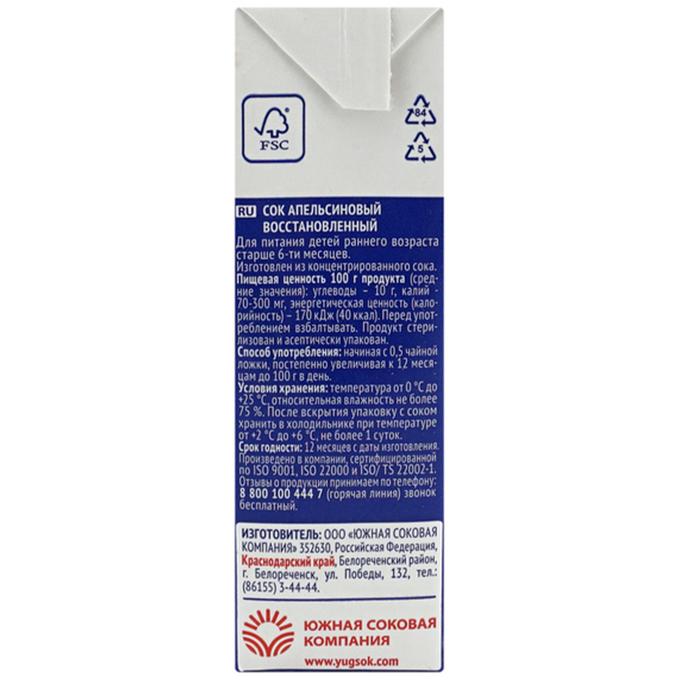 FSC
84
5
RU СОК АПЕЛЬСИНОВЫЙ
ВОССТАНОВЛЕННЫЙ
Для питания детей раннего возраста
старше 6-ти месяцев.
Изготовлен из концентрированного сока.
Пищевая ценность 100 г продукта (сред-
ние значения): углеводы – 10 г, калий -
70-300 мг, энергетическая ценность (кало-
рийность) – 170 кДж (40 ккал). Перед упот-
реблением взбалтывать. Продукт стери-
лизован и асептически упакован.
Способ употребления: начиная с 0,5 чайной
ложки, постепенно увеличивая к 12 меся-
цам до 100 г в день.
Условия хранения: температура от 0 °С до
+25 °С, относительная влажность не более
75 %. После вскрытия упаковку с соком
хранить в холодильнике при температуре
от +2 °С до +6 °С, не более 1 суток.
Срок годности: 12 месяцев с даты изготовления.
Произведено в компании, сертифицированной
по ISO 9001, ISO 22000 и ISO/ TS 22002-1.
Отзывы о продукции принимаем по телефону:
8 800 100 444 7 (горячая линия) звонок
бесплатный.
ИЗГОТОВИТЕЛЬ: ООО «ЮЖНАЯ СОКОВАЯ
КОМПАНИЯ» 352630, Российская Федерация,
Краснодарский край, Белореченский район,
г. Белореченск, ул. Победы, 132, тел.:
(86155) 3-44-44.
ЮЖНАЯ СОКОВАЯ
КОМПАНИЯ
www.yugsok.com